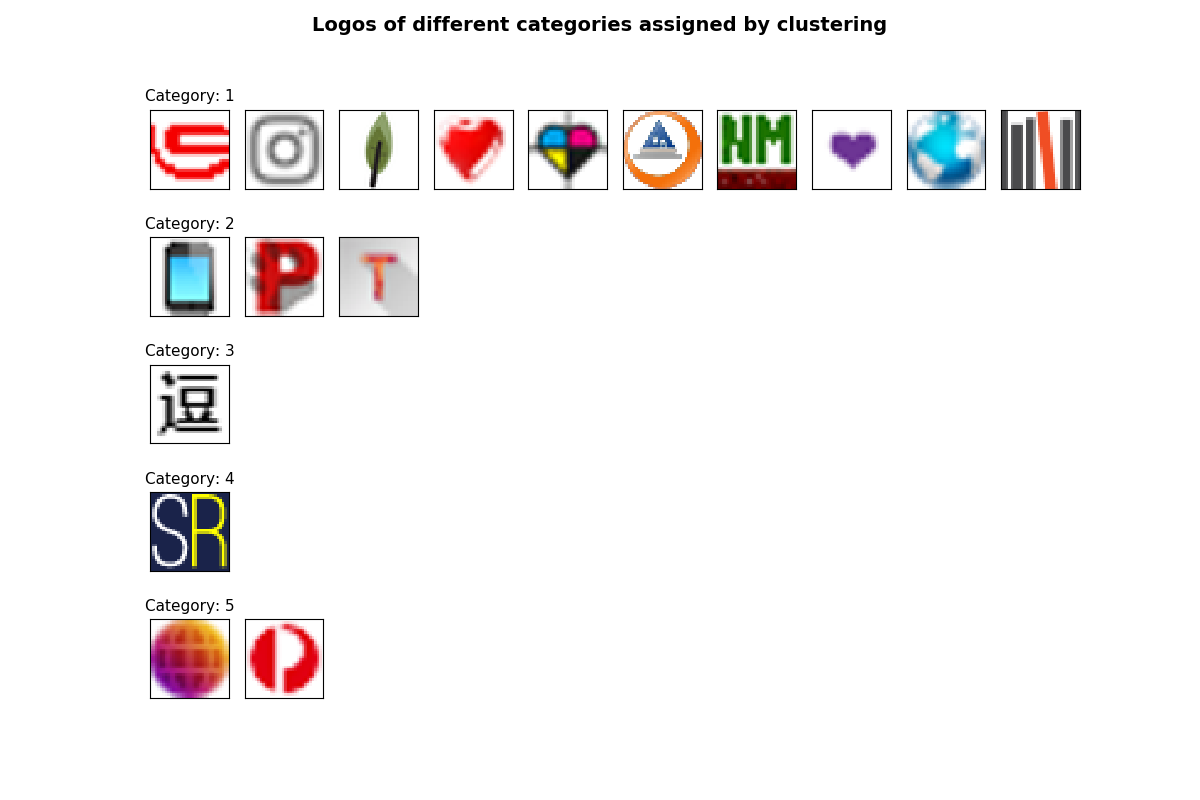 Logos of different categories assigned by clustering
Category: 1
NM
Category: 2
P
T
Category: 3
逗
Category: 4
SR
Category: 5